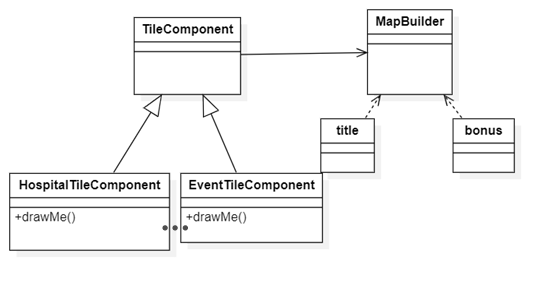 TileComponent
MapBuilder
title
bonus
HospitalTileComponent
+drawMe()
EventTileComponent
+drawMe()